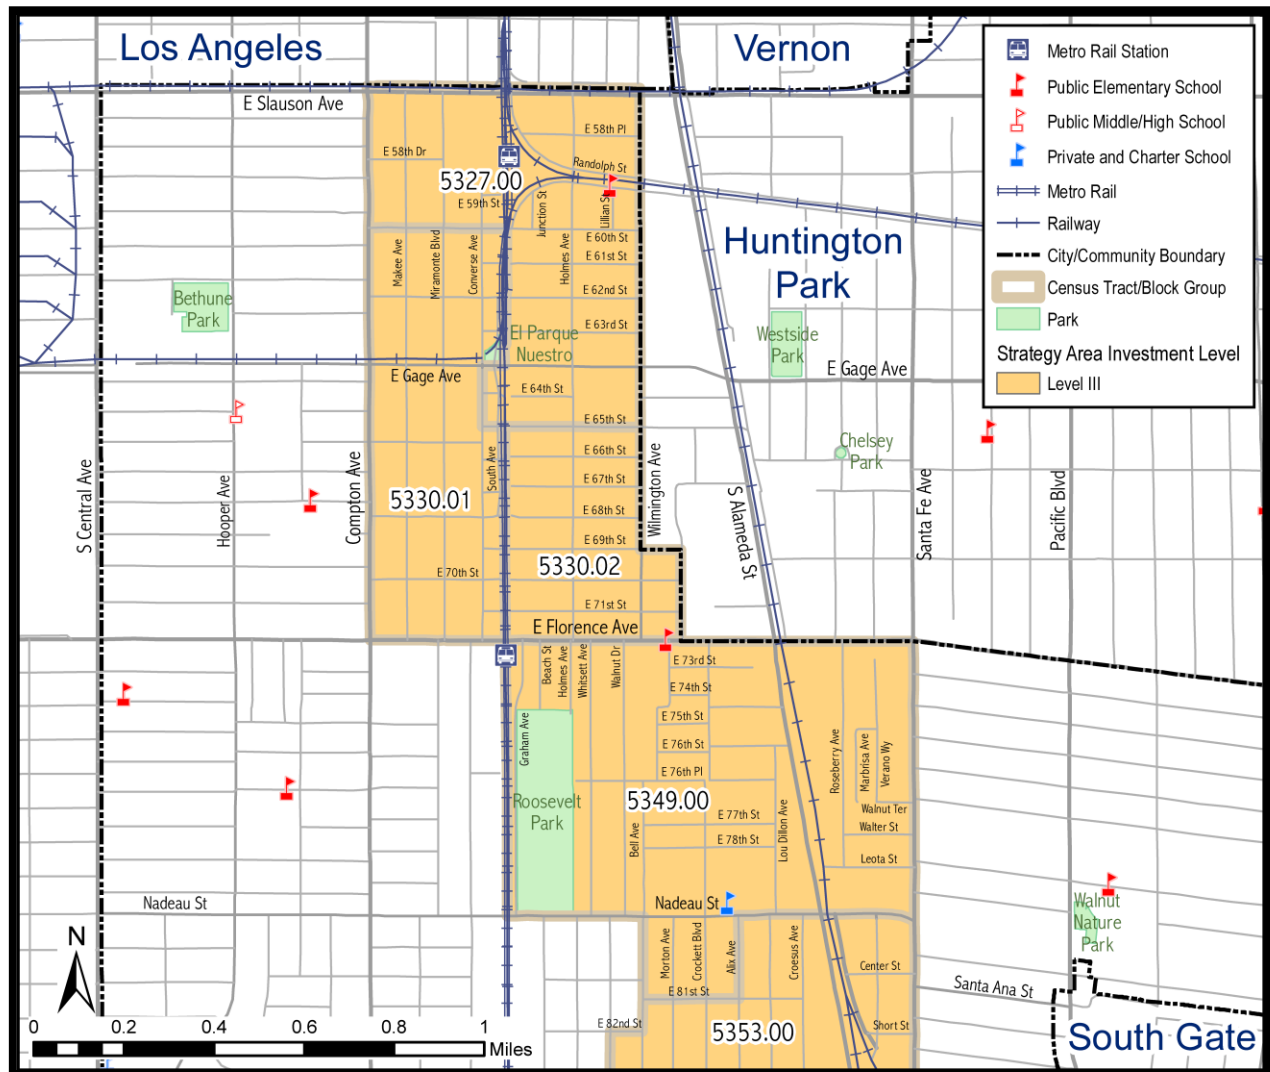 Los Angeles
Vernon
E Slauson Ave
E 58th Pl
E 58th Dr
Randolph St
5327.00
E 59th St
Junction St
Lillian St
E 60th St
Makee Ave
Miramonte Blvd
Converse Ave
Holmes Ave
E 61st St
Huntington
Park
E 62nd St
Bethune
Park
E 63rd St
El Parque
Nuestro
Westside
Park
E Gage Ave
E Gage Ave
E 64th St
E 65th St
Chelsey
Park
S Central Ave
Hooper Ave
Compton Ave
South Ave
E 66th St
Wilmington Ave
E 67th St
5330.01
E 68th St
S Alameda St
Santa Fe Ave
Pacific Blvd
E 69th St
5330.02
E 70th St
E 71st St
E Florence Ave
Beach St
Holmes Ave
Whitsett Ave
Walnut Dr
E 73rd St
E 74th St
E 75th St
Graham Ave
E 76th St
Roseberry Ave
Marbrisa Ave
Verano Wy
E 76th Pl
5349.00
Roosevelt
Park
E 77th St
Walnut Ter
Bell Ave
Lou Dillon Ave
Walter St
E 78th St
Leota St
Nadeau St
Nadeau St
Walnut
Nature
Park
Morton Ave
Crockett Blvd
Alix Ave
Croesus Ave
Center St
E 81st St
Santa Ana St
E 82nd St
5353.00
Short St
South Gate
N
0 0.2 0.4 0.6 0.8 1
Miles
Metro Rail Station
Public Elementary School
Public Middle/High School
Private and Charter School
Metro Rail
Railway
City/Community Boundary
Census Tract/Block Group
Park
Strategy Area Investment Level
Level III